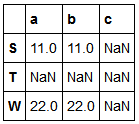 a b c
S 11.0 11.0 NaN
T NaN NaN NaN
W 22.0 22.0 NaN